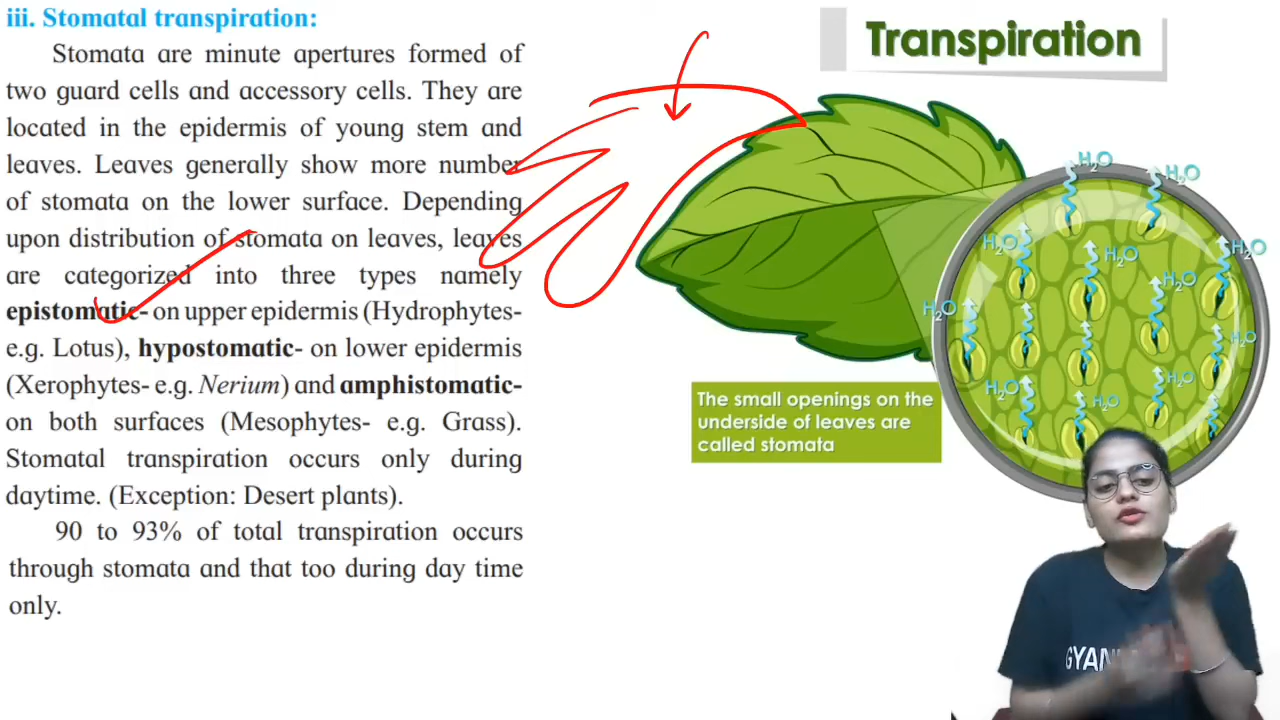 iii. Stomatal transpiration:
Stomata are minute apertures formed of
two guard cells and accessory cells. They are
located in the epidermis of young stem and
leaves. Leaves generally show more number
of stomata on the lower surface. Depending
upon distribution of stomata on leaves, leaves
are categorized into three types namely
epistomatic- on upper epidermis (Hydrophytes-
e.g. Lotus), hypostomatic- on lower epidermis
(Xerophytes- e.g. Nerium) and amphistomatic-
on both surfaces (Mesophytes- e.g. Grass).
Stomatal transpiration occurs only during
daytime. (Exception: Desert plants).
90 to 93% of total transpiration occurs
through stomata and that too during day time
only.
Transpiration
H₂O
H₂O
H₂O
H₂O
H₂O
H₂O
H₂O
H₂O
H₂O
H₂O
H₂O
The small openings on the
underside of leaves are
called stomata